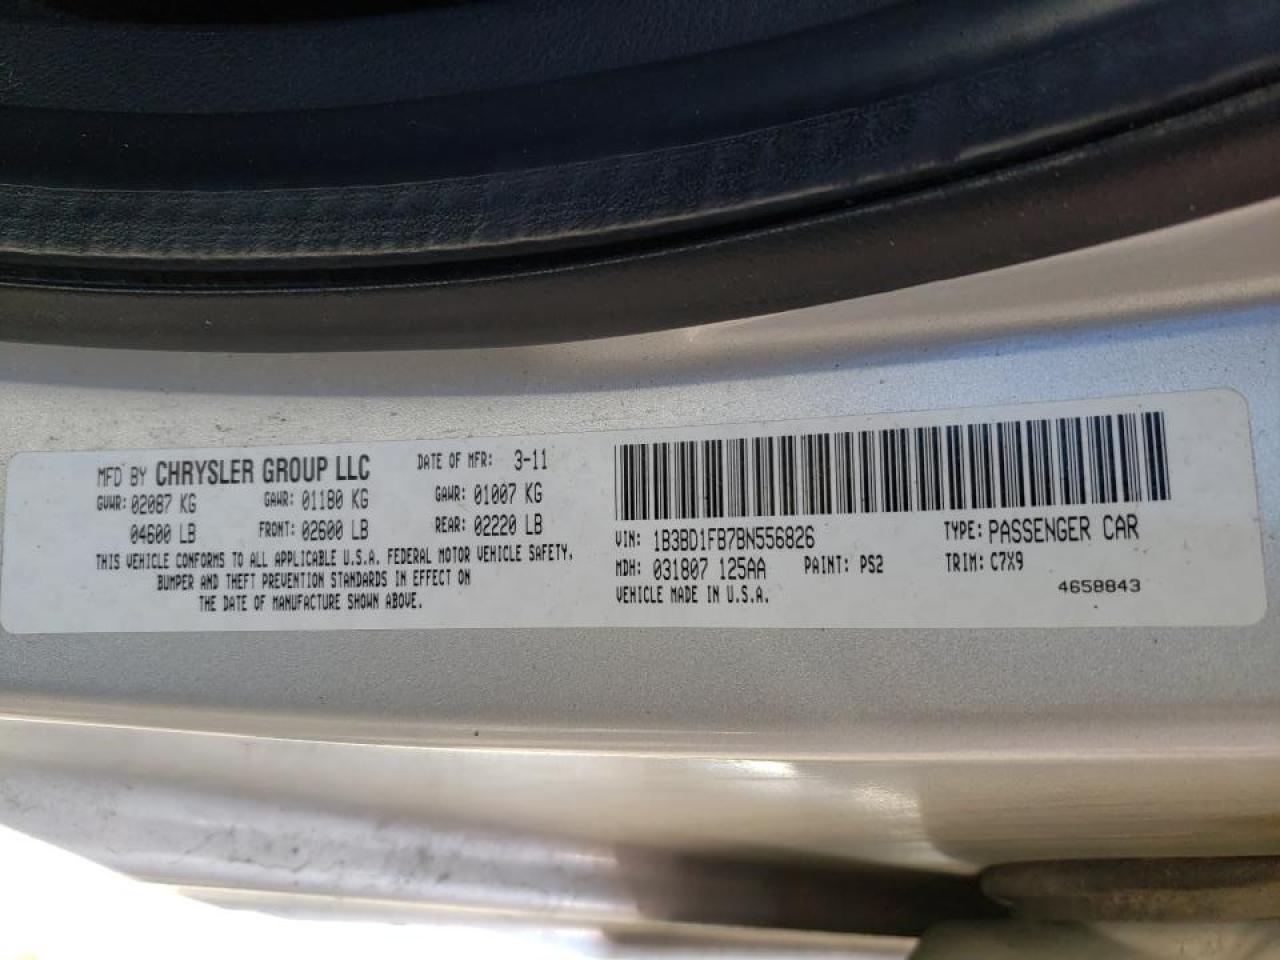 MFD BY CHRYSLER GROUP LLC DATE OF MFR: 3-11
GVWR: 02087 KG GAWR: 01180 KG GAWR: 01007 KG
04600 LB FRONT: 02600 LB REAR: 02220 LB
THIS VEHICLE CONFORMS TO ALL APPLICABLE U.S.A. FEDERAL MOTOR VEHICLE SAFETY,
BUMPER AND THEFT PREVENTION STANDARDS IN EFFECT ON
THE DATE OF MANUFACTURE SHOWN ABOVE.
VIN: 1B3BD1FB7BN556826 TYPE: PASSENGER CAR
MDH: 031807 125AA PAINT: PS2 TRIM: C7X9
VEHICLE MADE IN U.S.A. 4658843